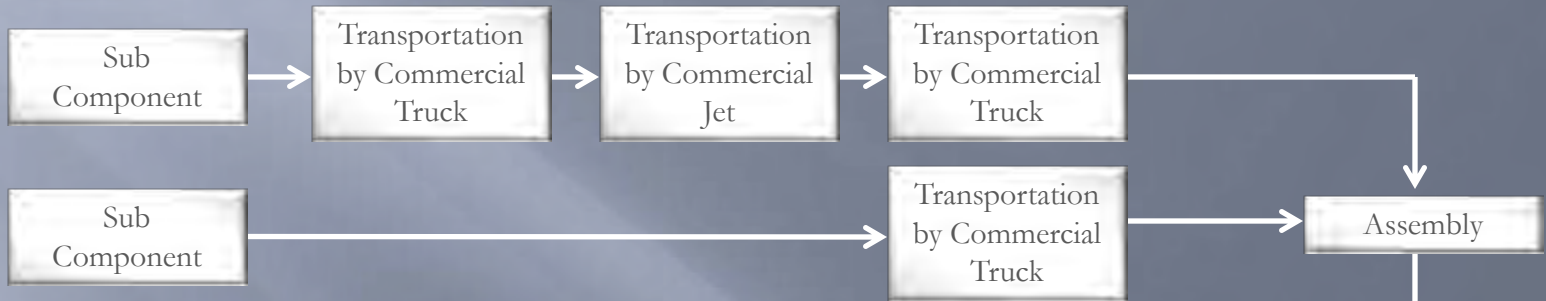 Sub
Component
Transportation
by Commercial
Truck
Transportation
by Commercial
Jet
Transportation
by Commercial
Truck
Sub
Component
Transportation
by Commercial
Truck
Assembly